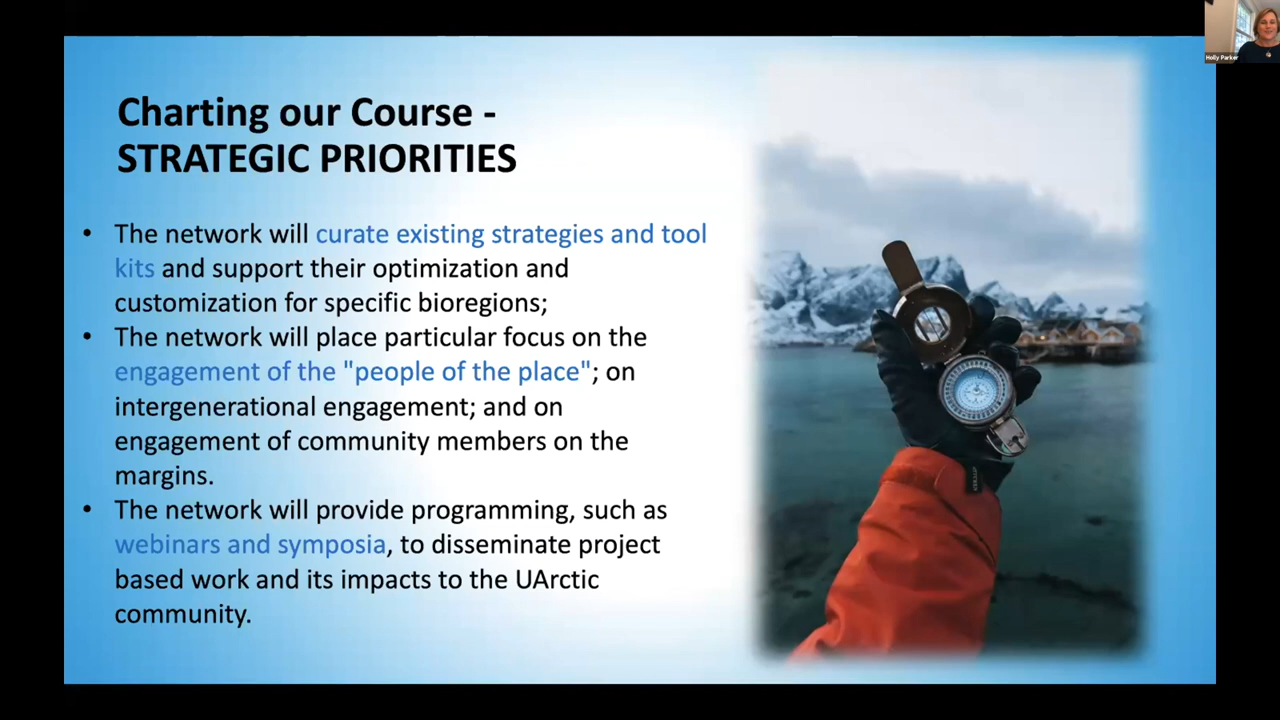 Charting our Course -
STRATEGIC PRIORITIES
• The network will curate existing strategies and tool
kits and support their optimization and
customization for specific bioregions;
• The network will place particular focus on the
engagement of the "people of the place"; on
intergenerational engagement; and on
engagement of community members on the
margins.
• The network will provide programming, such as
webinars and symposia, to disseminate project
based work and its impacts to the UArctic
community.
Holly Parker